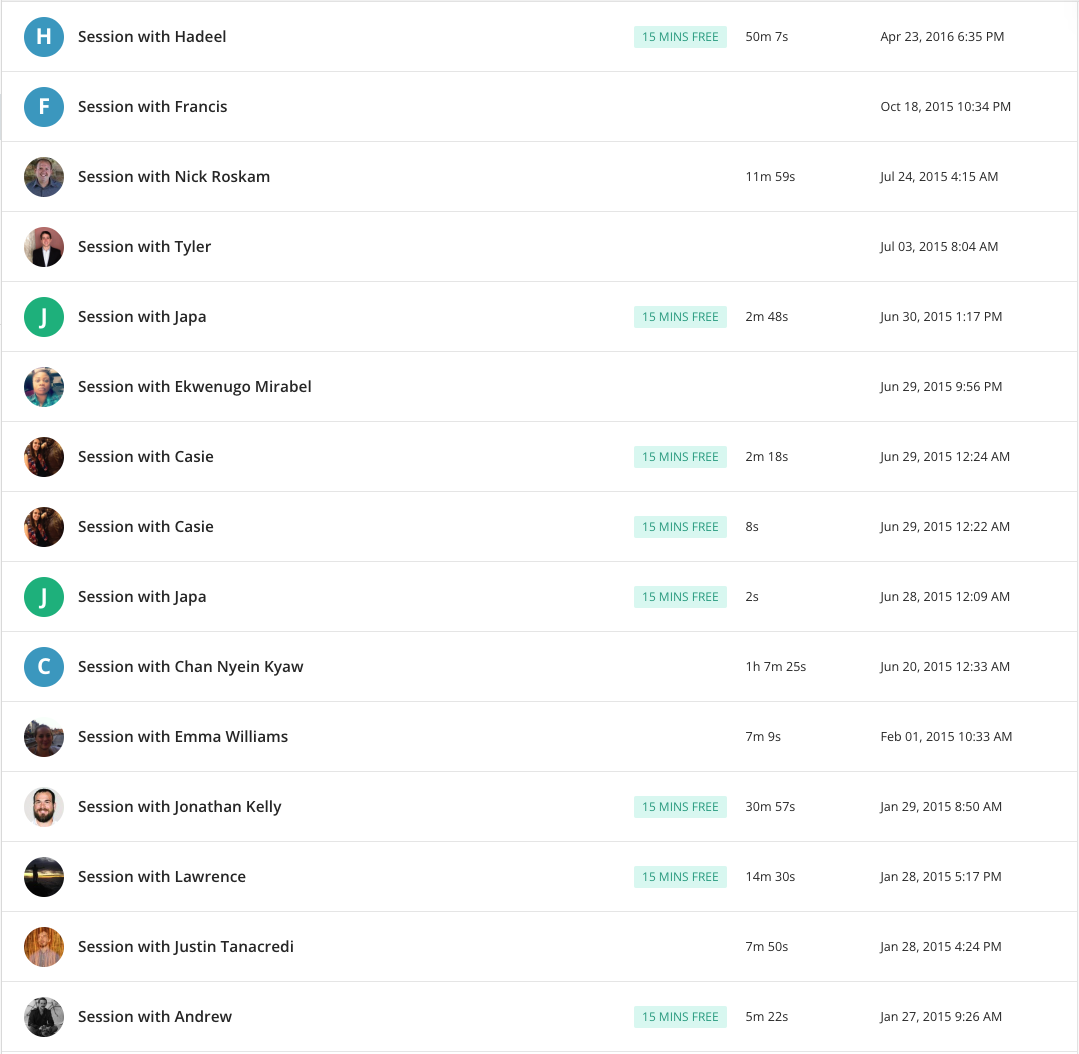 H Session with Hadeel 15 MINS FREE 50m 7s Apr 23, 2016 6:35 PM
F Session with Francis Oct 18, 2015 10:34 PM
Session with Nick Roskam 11m 59s Jul 24, 2015 4:15 AM
Session with Tyler Jul 03, 2015 8:04 AM
J Session with Japa 15 MINS FREE 2m 48s Jun 30, 2015 1:17 PM
Session with Ekwenugo Mirabel Jun 29, 2015 9:56 PM
Session with Casie 15 MINS FREE 2m 18s Jun 29, 2015 12:24 AM
Session with Casie 15 MINS FREE 8s Jun 29, 2015 12:22 AM
J Session with Japa 15 MINS FREE 2s Jun 28, 2015 12:09 AM
C Session with Chan Nyein Kyaw 1h 7m 25s Jun 20, 2015 12:33 AM
Session with Emma Williams 7m 9s Feb 01, 2015 10:33 AM
Session with Jonathan Kelly 15 MINS FREE 30m 57s Jan 29, 2015 8:50 AM
Session with Lawrence 15 MINS FREE 14m 30s Jan 28, 2015 5:17 PM
Session with Justin Tanacredi 7m 50s Jan 28, 2015 4:24 PM
Session with Andrew 15 MINS FREE 5m 22s Jan 27, 2015 9:26 AM